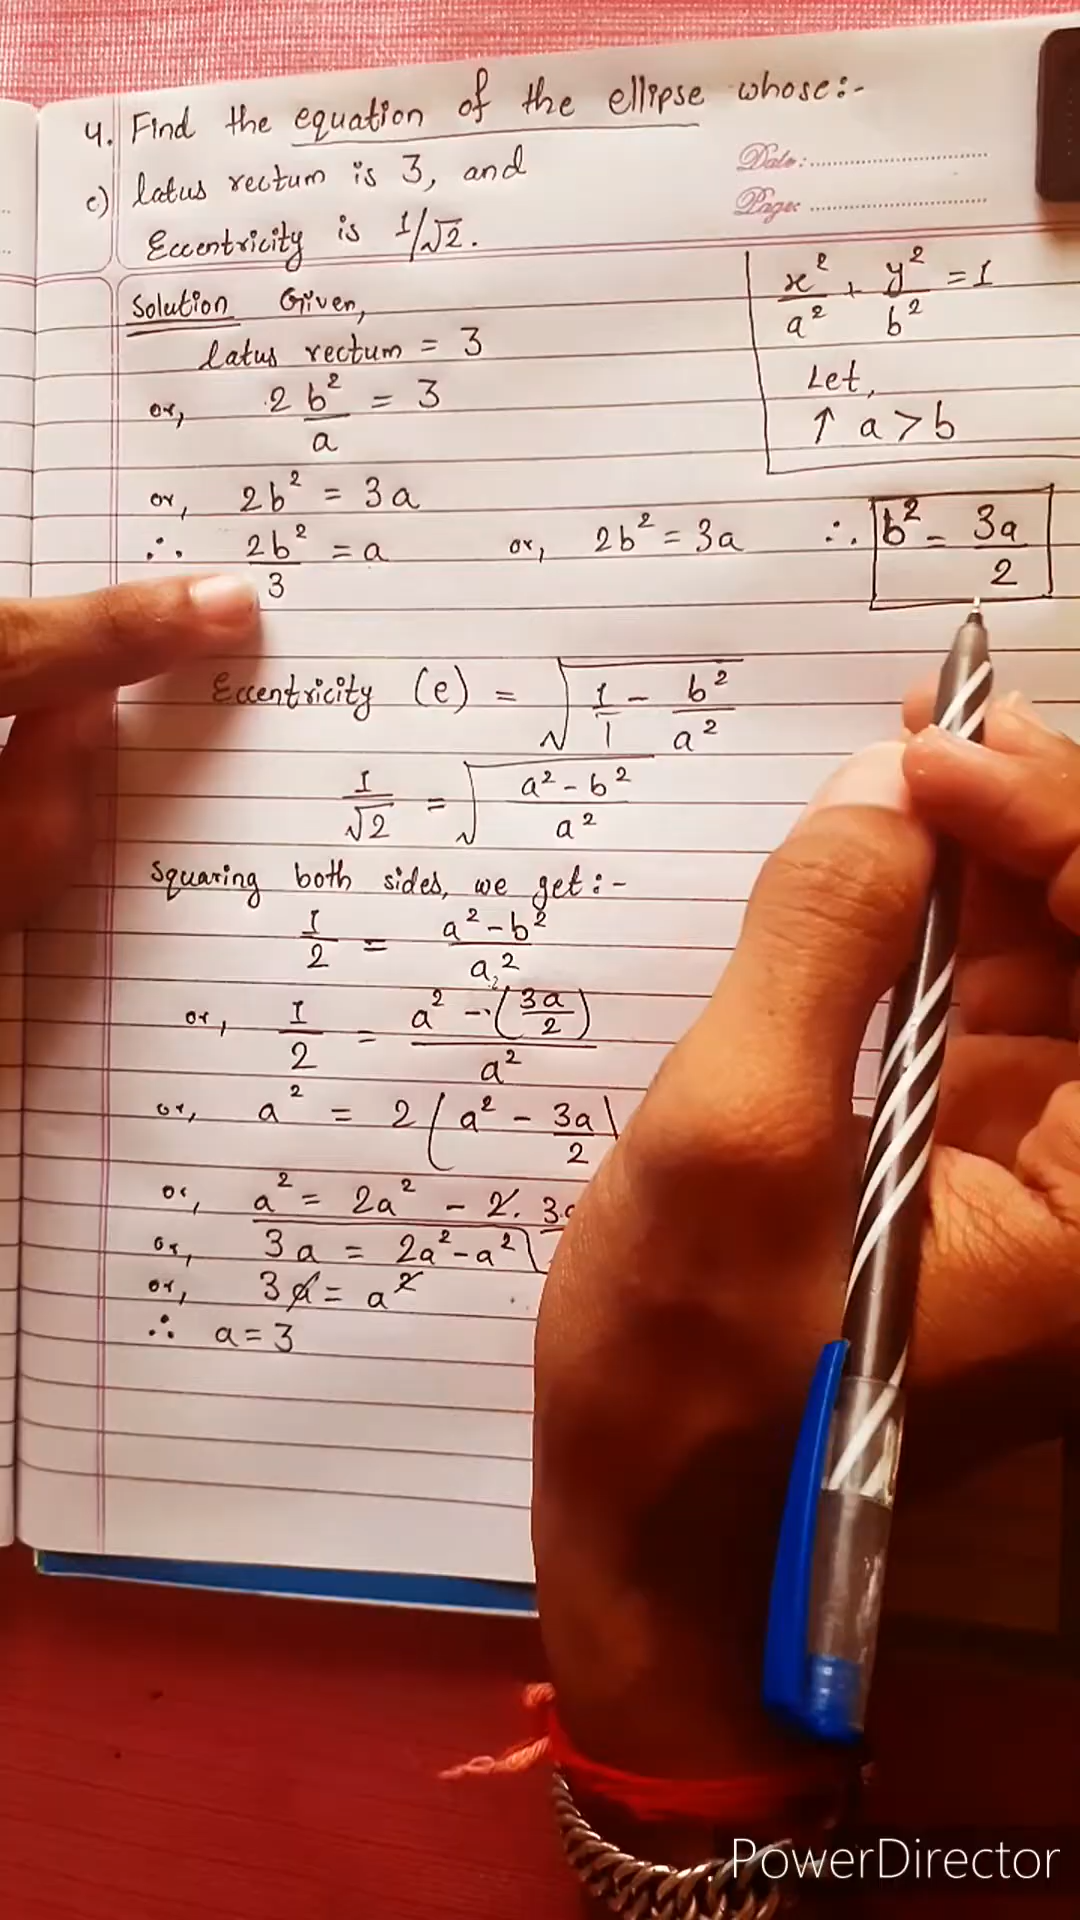 4. Find the equation of the ellipse whose:-
c) latus rectum is 3, and
Eccentricity is 1/√2.
Date:
Page:
Solution Given,
latus rectum = 3
or, 2b²/a = 3
or, 2b² = 3a
∴ 2b²/3 = a or, 2b² = 3a ∴ b² = 3a/2
x²/a² + y²/b² = 1
Let,
↑ a > b
Eccentricity (e) = √(1/1 - b²/a²)
1/√2 = √((a² - b²)/a²)
Squaring both sides, we get:-
1/2 = (a² - b²)/a²
or, 1/2 = (a² - (3a/2))/a²
or, a² = 2(a² - 3a/2)
or, a² = 2a² - 2. 3
or, 3a = 2a² - a²
or, 3a = a²
∴ a = 3
PowerDirector